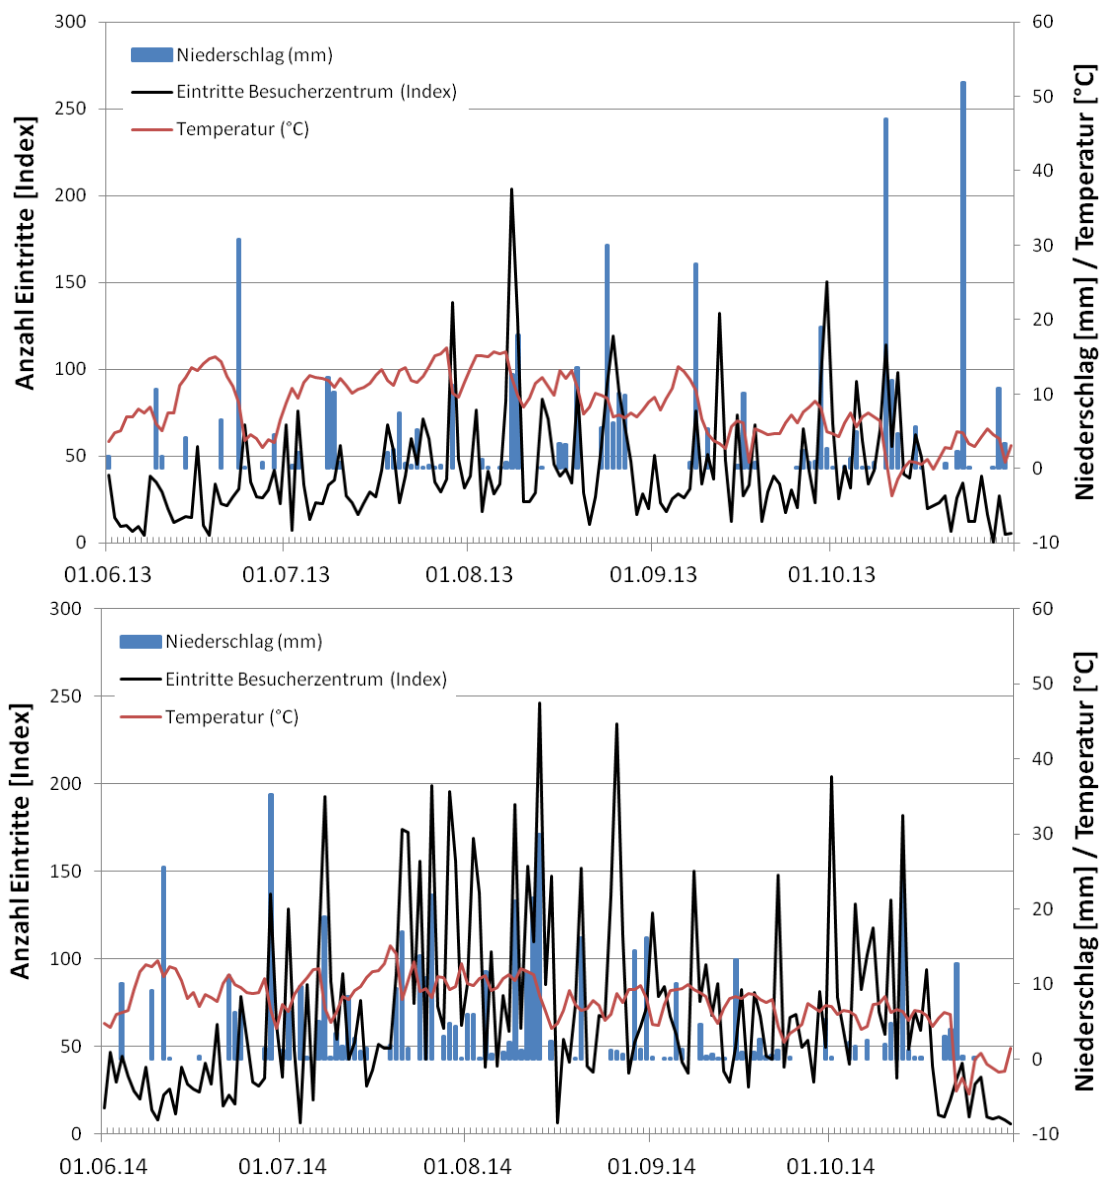 300
250
200
150
100
50
0
Anzahl Eintritte [Index]
Niederschlag (mm)
Eintritte Besucherzentrum (Index)
Temperatur (°C)
60
50
40
30
20
10
0
-10
Niederschlag [mm] / Temperatur [°C]
01.06.13 01.07.13 01.08.13 01.09.13 01.10.13
300
250
200
150
100
50
0
Anzahl Eintritte [Index]
Niederschlag (mm)
Eintritte Besucherzentrum (Index)
Temperatur (°C)
60
50
40
30
20
10
0
-10
Niederschlag [mm] / Temperatur [°C]
01.06.14 01.07.14 01.08.14 01.09.14 01.10.14